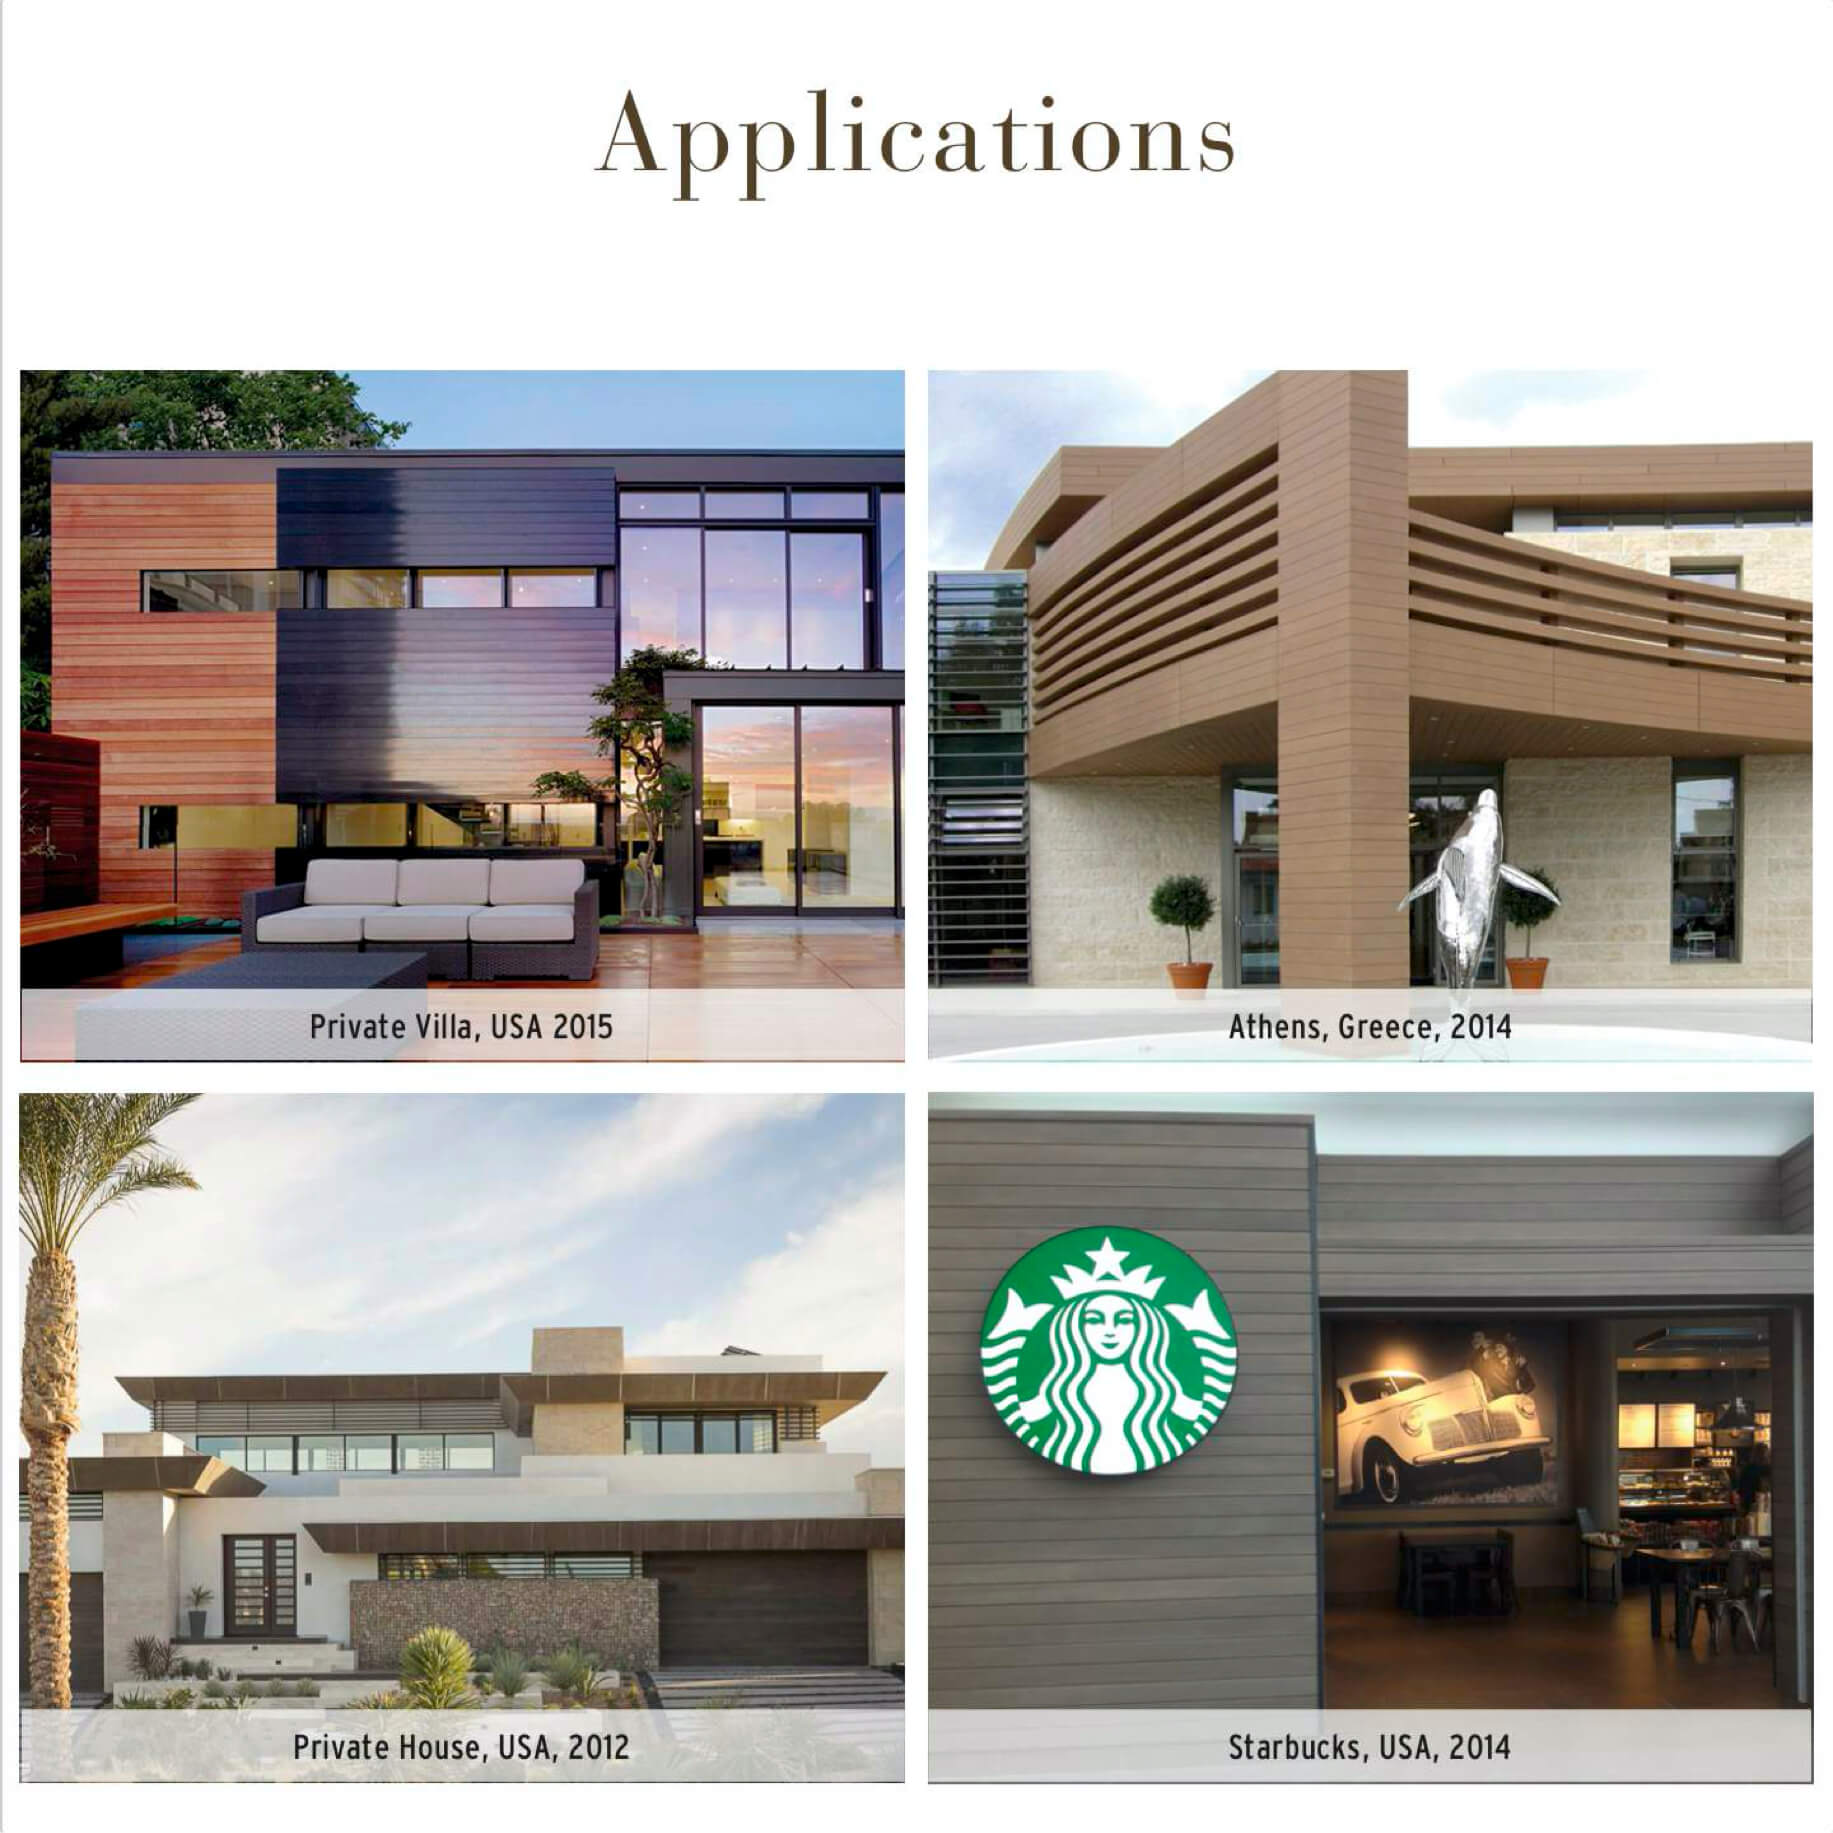 Applications
Private Villa, USA 2015
Athens, Greece, 2014
Private House, USA, 2012
Starbucks, USA, 2014